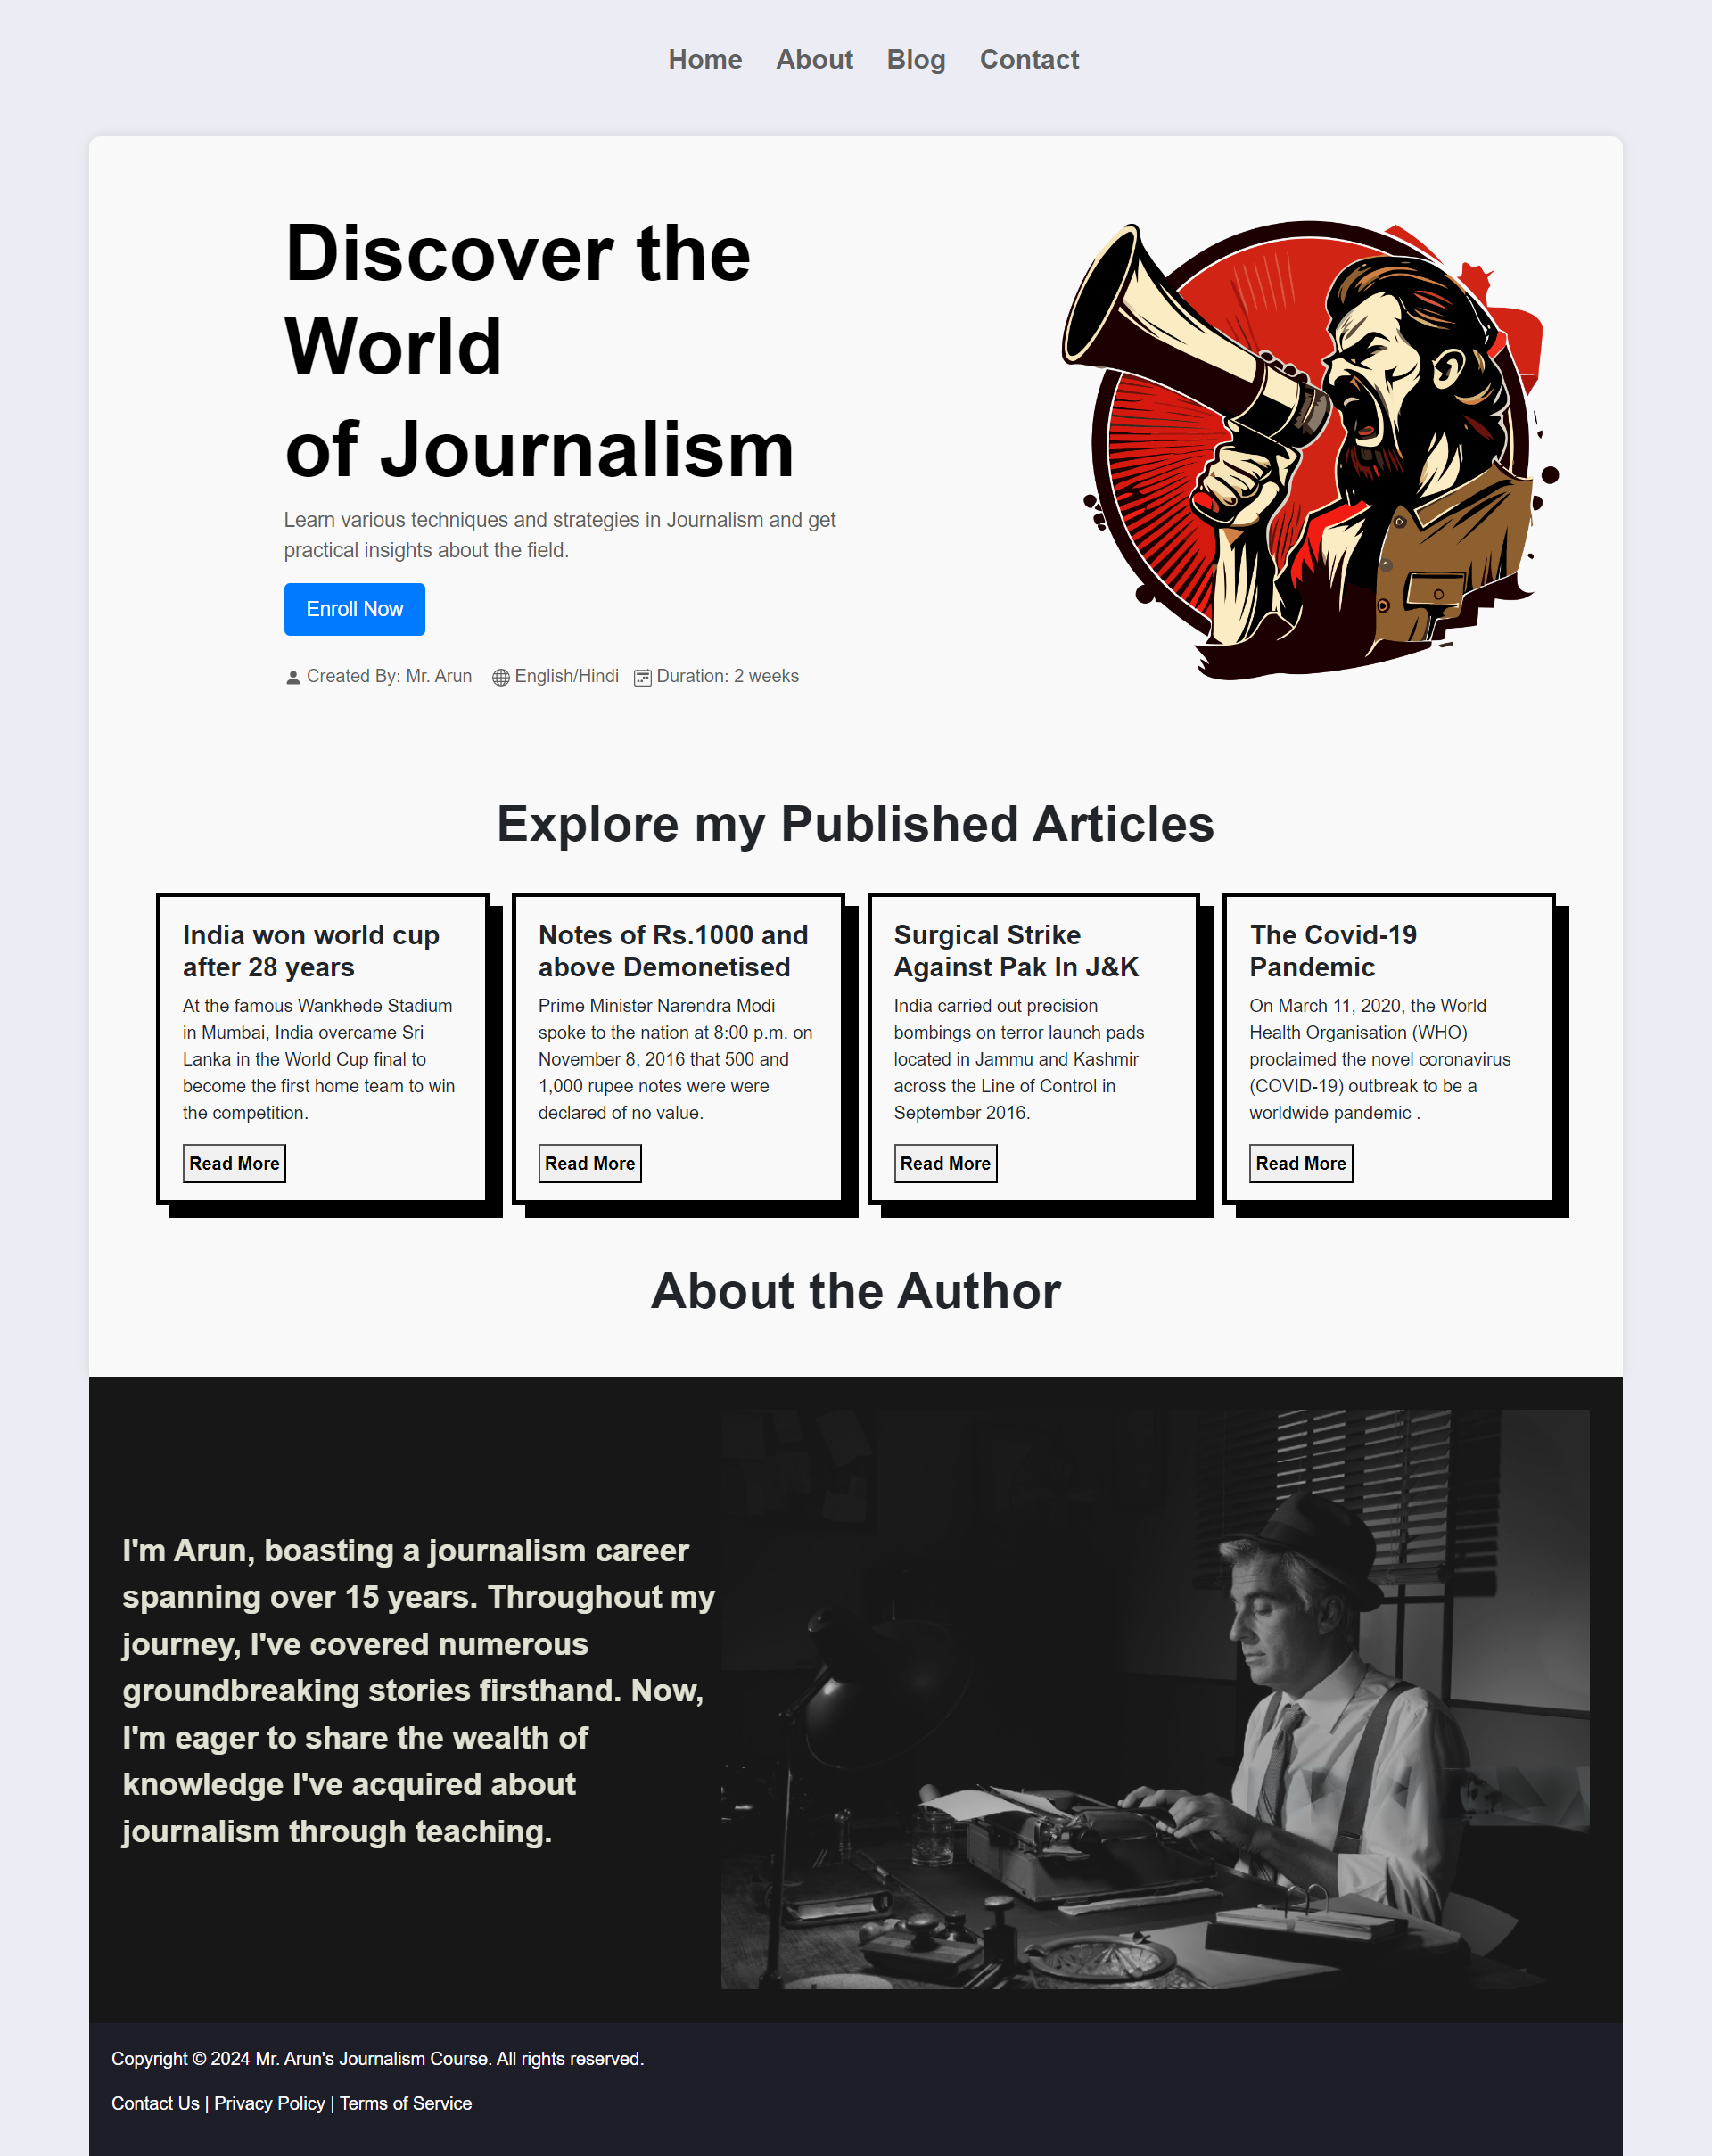 Home About Blog Contact
Discover the
World
of Journalism
Learn various techniques and strategies in Journalism and get
practical insights about the field.
Enroll Now
Created By: Mr. Arun English/Hindi Duration: 2 weeks
Explore my Published Articles
India won world cup
after 28 years
At the famous Wankhede Stadium
in Mumbai, India overcame Sri
Lanka in the World Cup final to
become the first home team to win
the competition.
Read More
Notes of Rs.1000 and
above Demonetised
Prime Minister Narendra Modi
spoke to the nation at 8:00 p.m. on
November 8, 2016 that 500 and
1,000 rupee notes were were
declared of no value.
Read More
Surgical Strike
Against Pak In J&K
India carried out precision
bombings on terror launch pads
located in Jammu and Kashmir
across the Line of Control in
September 2016.
Read More
The Covid-19
Pandemic
On March 11, 2020, the World
Health Organisation (WHO)
proclaimed the novel coronavirus
(COVID-19) outbreak to be a
worldwide pandemic .
Read More
About the Author
I'm Arun, boasting a journalism career
spanning over 15 years. Throughout my
journey, I've covered numerous
groundbreaking stories firsthand. Now,
I'm eager to share the wealth of
knowledge I've acquired about
journalism through teaching.
Copyright © 2024 Mr. Arun's Journalism Course. All rights reserved.
Contact Us | Privacy Policy | Terms of Service